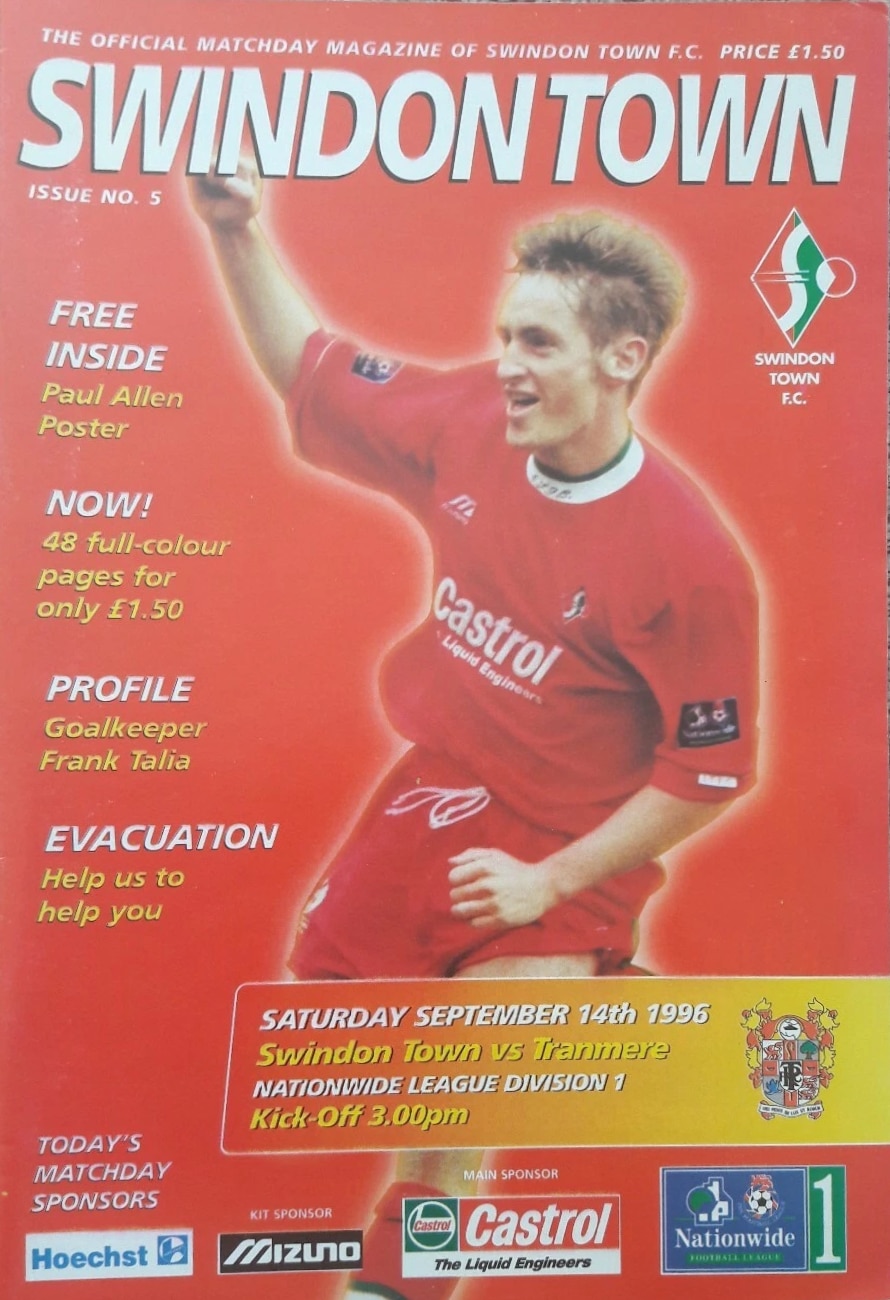 THE OFFICIAL MATCHDAY MAGAZINE OF SWINDON TOWN F.C. PRICE £1.50
SWINDON TOWN
ISSUE NO. 5
SWINDON
TOWN
F.C.
FREE
INSIDE
Paul Allen
Poster
NOW!
48 full-colour
pages for
only £1.50
PROFILE
Goalkeeper
Frank Talia
EVACUATION
Help us to
help you
Castrol
Liquid Engineers
SATURDAY SEPTEMBER 14th 1996
Swindon Town vs Tranmere
NATIONWIDE LEAGUE DIVISION 1
Kick-Off 3.00pm
TODAY'S
MATCHDAY
SPONSORS
Hoechst
KIT SPONSOR
MIZUNO
MAIN SPONSOR
Castrol
Castrol
The Liquid Engineers
Nationwide
FOOTBALL LEAGUE
1